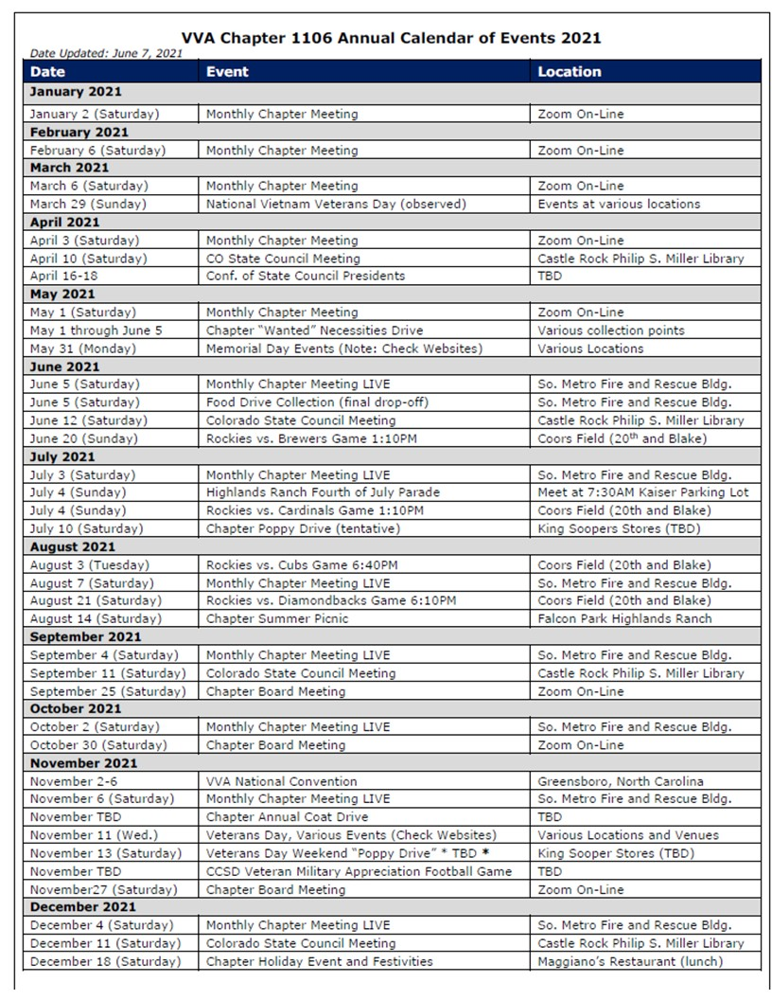 VVA Chapter 1106 Annual Calendar of Events 2021
Date Updated: June 7, 2021
Date Event Location
January 2021
January 2 (Saturday) Monthly Chapter Meeting Zoom On-Line
February 2021
February 6 (Saturday) Monthly Chapter Meeting Zoom On-Line
March 2021
March 6 (Saturday) Monthly Chapter Meeting Zoom On-Line
March 29 (Sunday) National Vietnam Veterans Day (observed) Events at various locations
April 2021
April 3 (Saturday) Monthly Chapter Meeting Zoom On-Line
April 10 (Saturday) CO State Council Meeting Castle Rock Philip S. Miller Library
April 16-18 Conf. of State Council Presidents TBD
May 2021
May 1 (Saturday) Monthly Chapter Meeting Zoom On-Line
May 1 through June 5 Chapter “Wanted” Necessities Drive Various collection points
May 31 (Monday) Memorial Day Events (Note: Check Websites) Various Locations
June 2021
June 5 (Saturday) Monthly Chapter Meeting LIVE So. Metro Fire and Rescue Bldg.
June 5 (Saturday) Food Drive Collection (final drop-off) So. Metro Fire and Rescue Bldg.
June 12 (Saturday) Colorado State Council Meeting Castle Rock Philip S. Miller Library
June 20 (Sunday) Rockies vs. Brewers Game 1:10PM Coors Field (20th and Blake)
July 2021
July 3 (Saturday) Monthly Chapter Meeting LIVE So. Metro Fire and Rescue Bldg.
July 4 (Sunday) Highlands Ranch Fourth of July Parade Meet at 7:30AM Kaiser Parking Lot
July 4 (Sunday) Rockies vs. Cardinals Game 1:10PM Coors Field (20th and Blake)
July 10 (Saturday) Chapter Poppy Drive (tentative) King Soopers Stores (TBD)
August 2021
August 3 (Tuesday) Rockies vs. Cubs Game 6:40PM Coors Field (20th and Blake)
August 7 (Saturday) Monthly Chapter Meeting LIVE So. Metro Fire and Rescue Bldg.
August 21 (Saturday) Rockies vs. Diamondbacks Game 6:10PM Coors Field (20th and Blake)
August 14 (Saturday) Chapter Summer Picnic Falcon Park Highlands Ranch
September 2021
September 4 (Saturday) Monthly Chapter Meeting LIVE So. Metro Fire and Rescue Bldg.
September 11 (Saturday) Colorado State Council Meeting Castle Rock Philip S. Miller Library
September 25 (Saturday) Chapter Board Meeting Zoom On-Line
October 2021
October 2 (Saturday) Monthly Chapter Meeting LIVE So. Metro Fire and Rescue Bldg.
October 30 (Saturday) Chapter Board Meeting Zoom On-Line
November 2021
November 2-6 VVA National Convention Greensboro, North Carolina
November 6 (Saturday) Monthly Chapter Meeting LIVE So. Metro Fire and Rescue Bldg.
November TBD Chapter Annual Coat Drive TBD
November 11 (Wed.) Veterans Day, Various Events (Check Websites) Various Locations and Venues
November 13 (Saturday) Veterans Day Weekend “Poppy Drive” * TBD * King Sooper Stores (TBD)
November TBD CCSD Veteran Military Appreciation Football Game TBD
November27 (Saturday) Chapter Board Meeting Zoom On-Line
December 2021
December 4 (Saturday) Monthly Chapter Meeting LIVE So. Metro Fire and Rescue Bldg.
December 11 (Saturday) Colorado State Council Meeting Castle Rock Philip S. Miller Library
December 18 (Saturday) Chapter Holiday Event and Festivities Maggiano’s Restaurant (lunch)